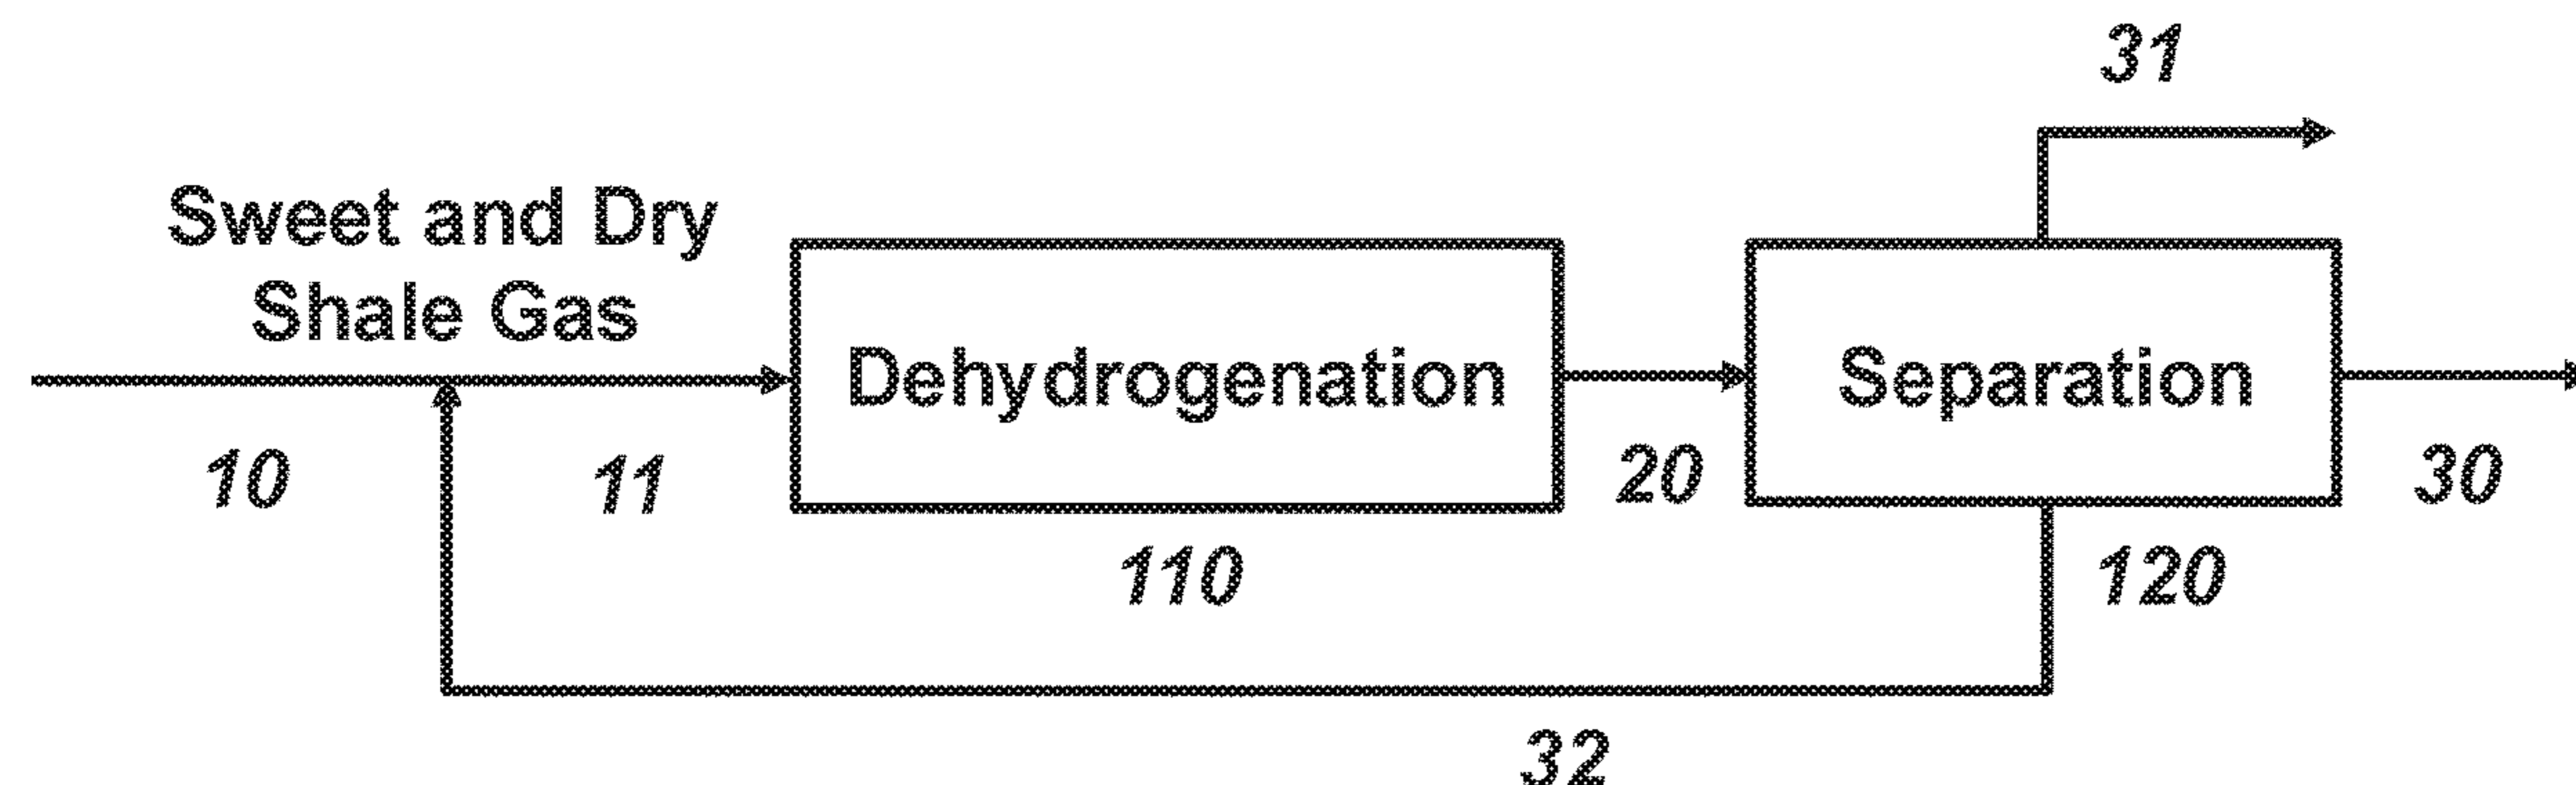 31
Sweet and Dry
Shale Gas
Dehydrogenation
Separation
10
11
20
30
110
120
32